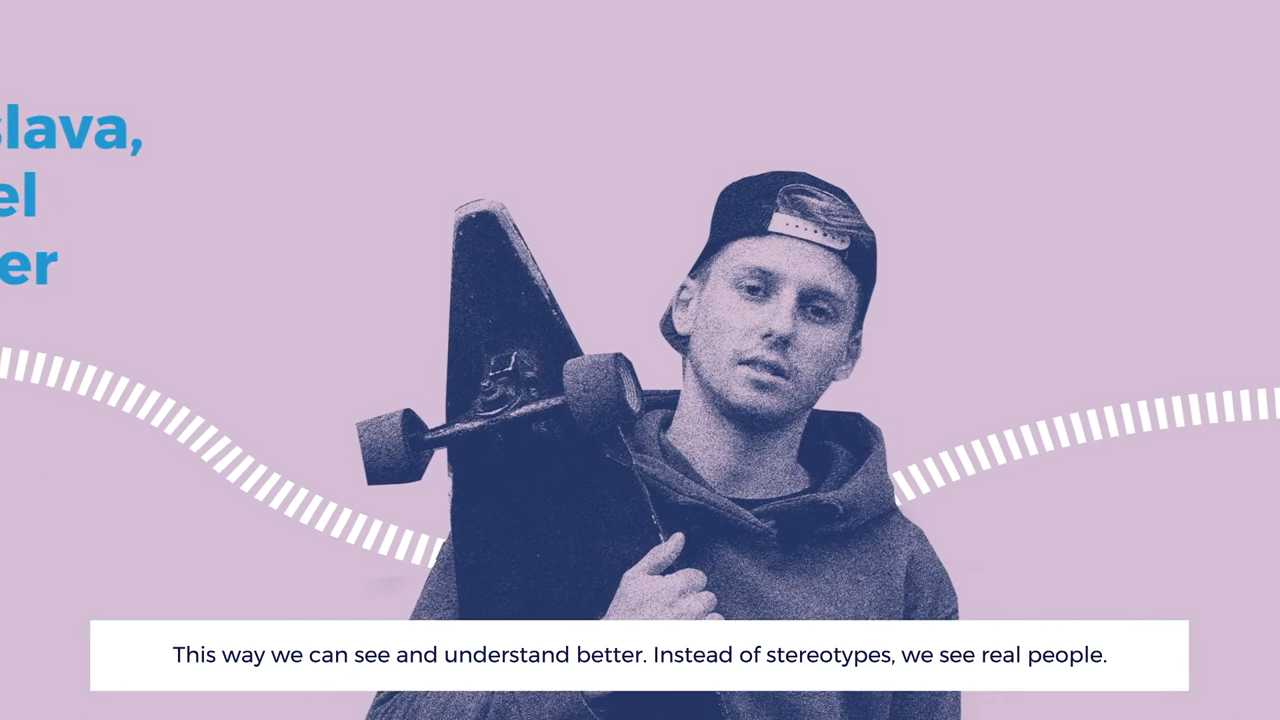 slava,
el
er
This way we can see and understand better. Instead of stereotypes, we see real people.